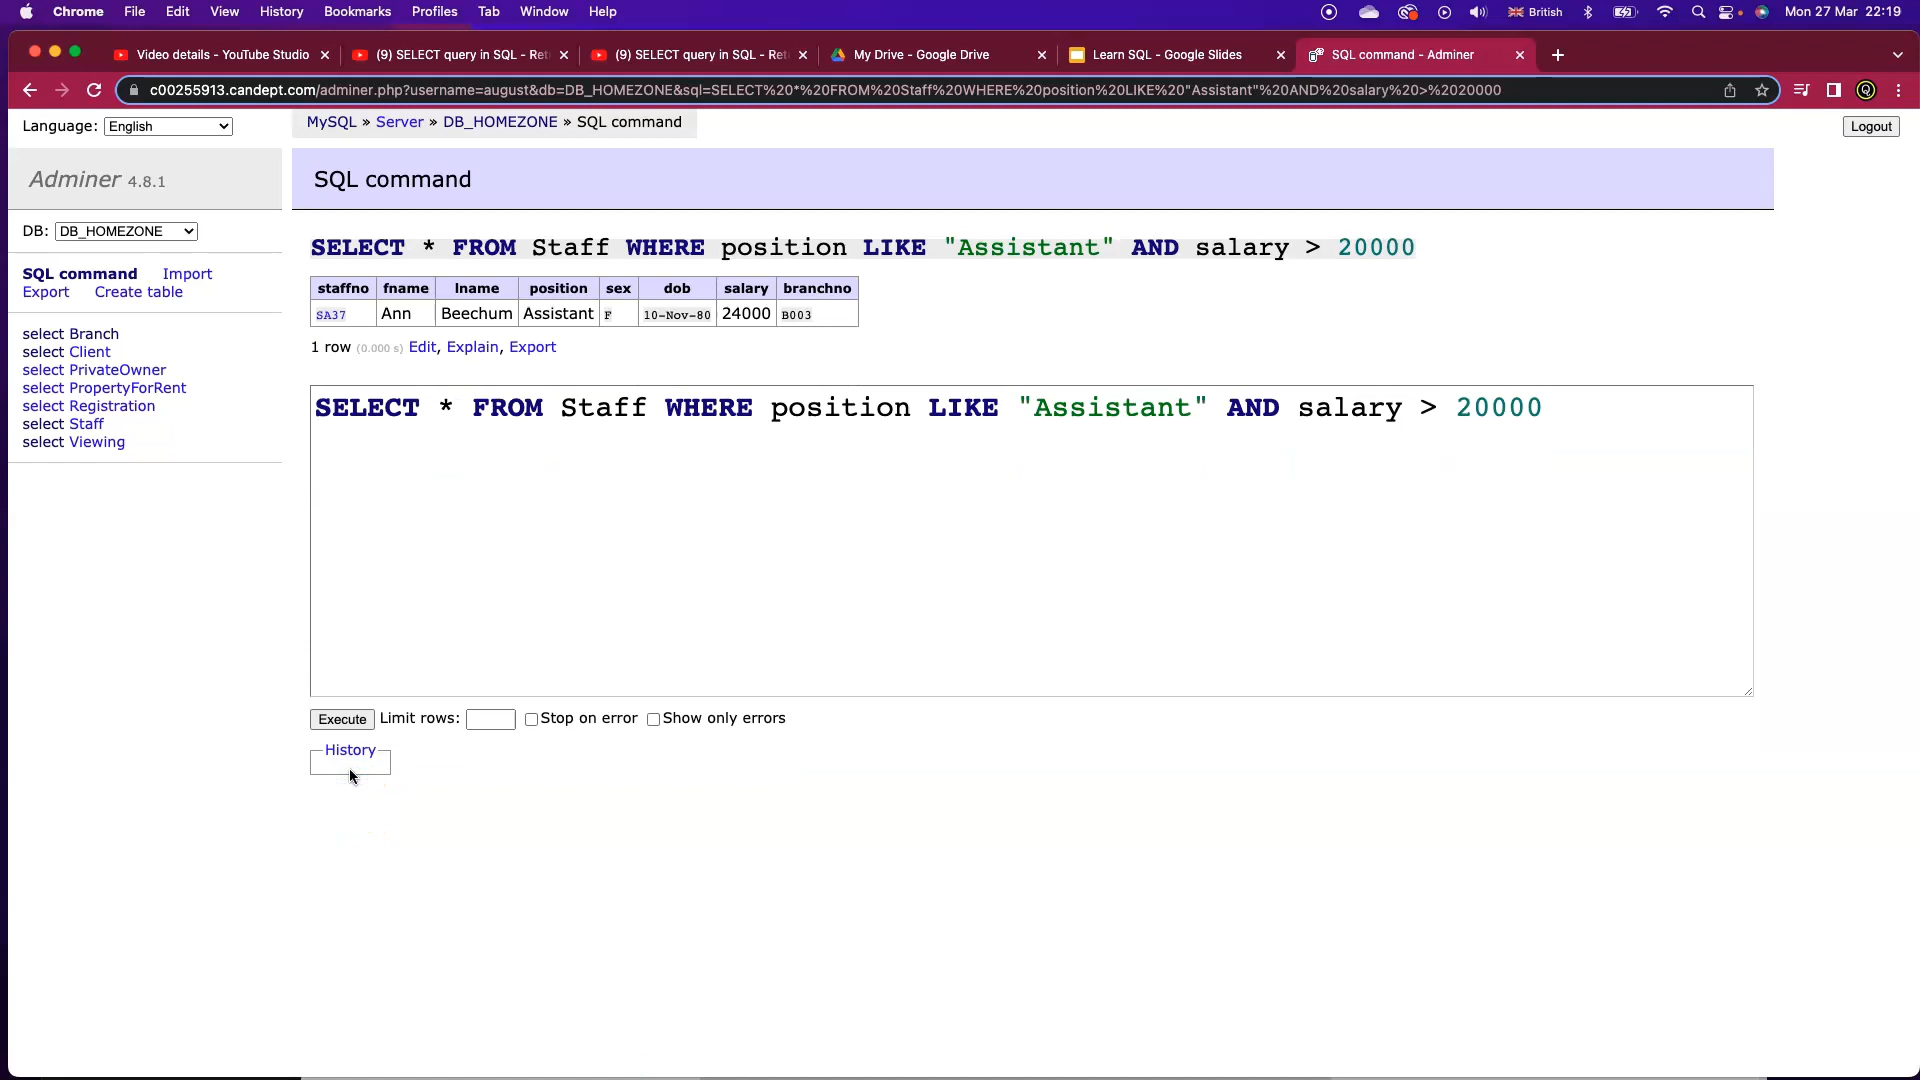 Chrome File Edit View History Bookmarks Profiles Tab Window Help British Mon 27 Mar 22:19
Video details - YouTube Studio (9) SELECT query in SQL - Ret (9) SELECT query in SQL - Ret My Drive - Google Drive Learn SQL - Google Slides SQL command - Adminer
c00255913.candept.com/adminer.php?username=august&db=DB_HOMEZONE&sql=SELECT%20*%20FROM%20Staff%20WHERE%20position%20LIKE%20"Assistant"%20AND%20salary%20>%2020000
Language: English
MySQL » Server » DB_HOMEZONE » SQL command
Logout
Adminer 4.8.1
SQL command
DB: DB_HOMEZONE
SQL command Import
Export Create table
select Branch
select Client
select PrivateOwner
select PropertyForRent
select Registration
select Staff
select Viewing
SELECT * FROM Staff WHERE position LIKE "Assistant" AND salary > 20000
staffno fname lname position sex dob salary branchno
SA37 Ann Beechum Assistant F 10-Nov-80 24000 B003
1 row (0.000 s) Edit, Explain, Export
SELECT * FROM Staff WHERE position LIKE "Assistant" AND salary > 20000
Execute Limit rows: Stop on error Show only errors
History